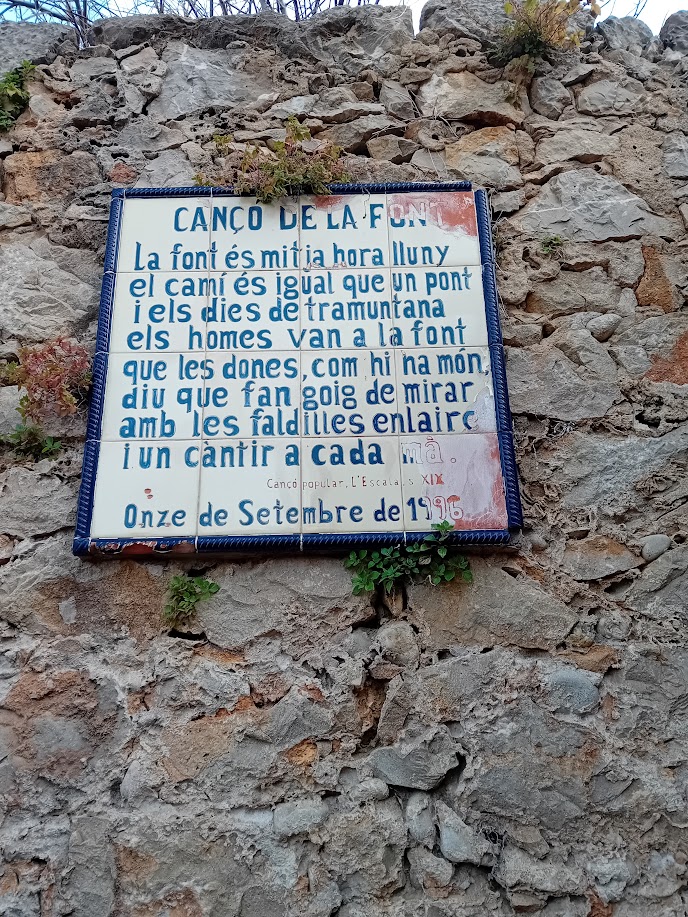 CANÇO DE LA FONT
La font és mitja hora lluny
el camí és igual que un pont
i els dies de tramuntana
els homes van a la font
que les dones, com hi ha món,
diu que fan goig de mirar
amb les faldilles enlaire
i un càntir a cada mà.
Cançó popular, L'Escala, s XIX
Onze de Setembre de 1996